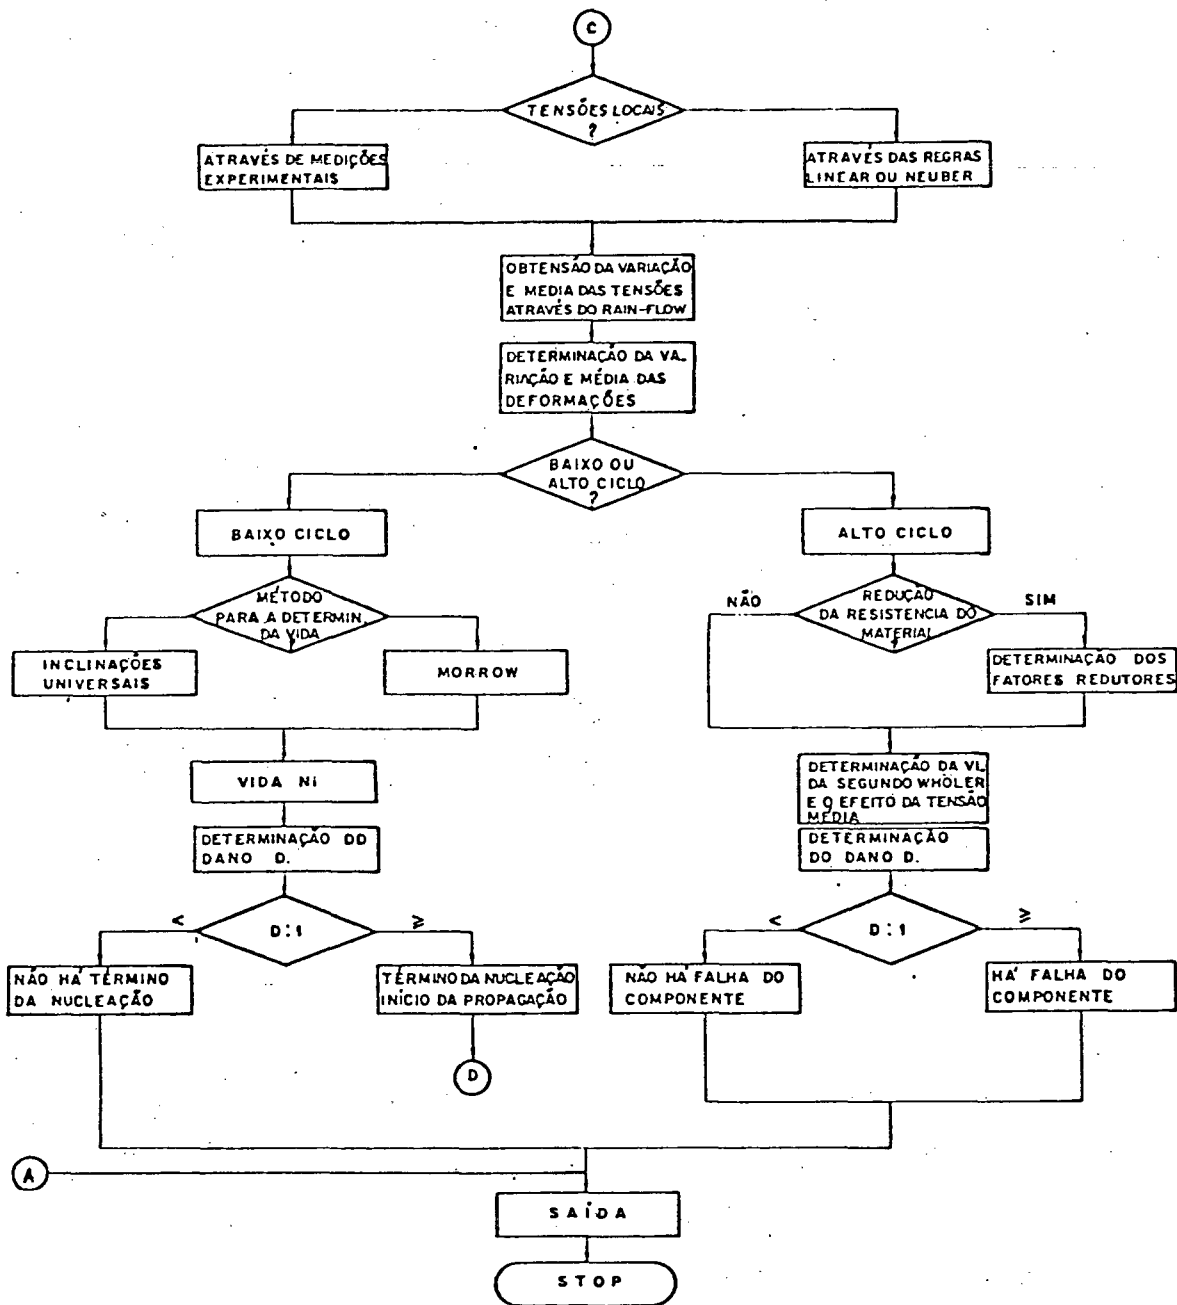 C
TENSÕES LOCAIS
?
ATRAVÉS DE MEDIÇÕES
EXPERIMENTAIS
ATRAVÉS DAS REGRAS
LINEAR OU NEUBER
OBTENSÃO DA VARIAÇÃO
E MEDIA DAS TENSÕES
ATRAVÉS DO RAIN-FLOW
DETERMINAÇÃO DA VA-
RIAÇÃO E MÉDIA DAS
DEFORMAÇÕES
BAIXO OU
ALTO CICLO
?
BAIXO CICLO
ALTO CICLO
MÉTODO
PARA A DETERMIN.
DA VIDA
?
NÃO
REDUÇÃO
DA RESISTENCIA DO
MATERIAL
?
SIM
INCLINAÇÕES
UNIVERSAIS
MORROW
DETERMINAÇÃO DOS
FATORES REDUTORES
VIDA Ni
DETERMINAÇÃO DA VI_
DA SEGUNDO WHÖLER
E O EFEITO DA TENSÃO
MÉDIA
DETERMINAÇÃO DO
DANO D.
DETERMINAÇÃO
DO DANO D.
<
D:1
≥
<
D:1
≥
NÃO HÁ TÉRMINO
DA NUCLEAÇÃO
TÉRMINO DA NUCLEAÇÃO
INÍCIO DA PROPAGAÇÃO
NÃO HÁ FALHA DO
COMPONENTE
HÁ FALHA DO
COMPONENTE
D
A
SAÍDA
STOP